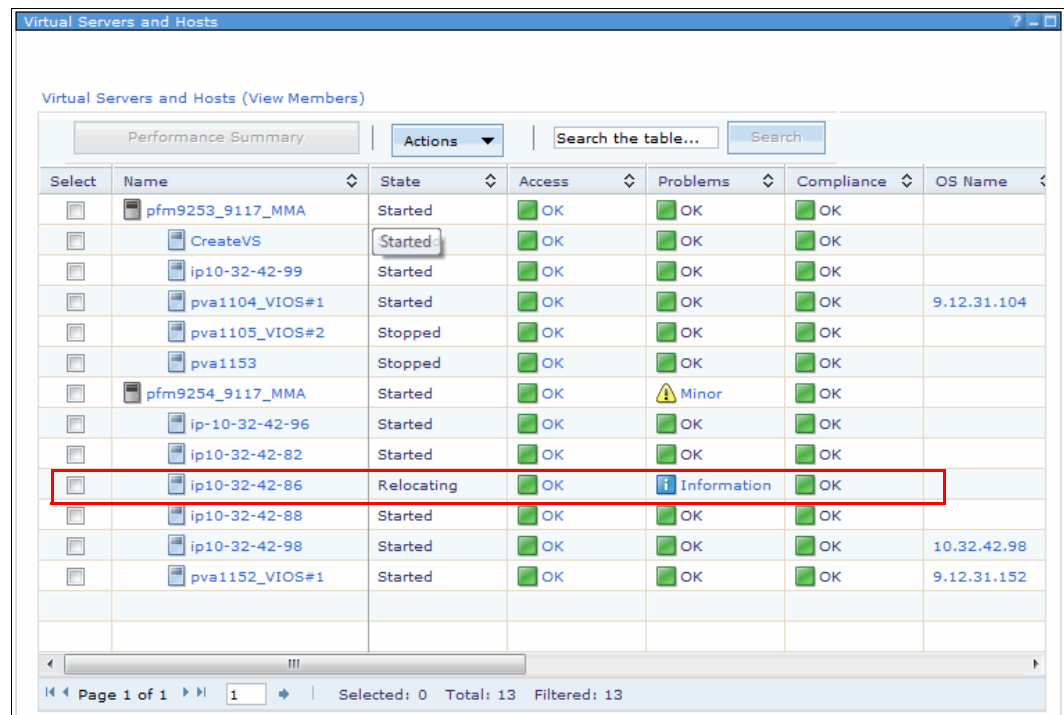 Virtual Servers and Hosts
Virtual Servers and Hosts (View Members)
Performance Summary Actions Search the table... Search
Select Name State Access Problems Compliance OS Name
pfm9253_9117_MMA Started OK OK OK
CreateVS Started OK OK OK
ip10-32-42-99 Started OK OK OK
pva1104_VIOS#1 Started OK OK OK 9.12.31.104
pva1105_VIOS#2 Stopped OK OK OK
pva1153 Stopped OK OK OK
pfm9254_9117_MMA Started OK Minor OK
ip-10-32-42-96 Started OK OK OK
ip10-32-42-82 Started OK OK OK
ip10-32-42-86 Relocating OK Information OK
ip10-32-42-88 Started OK OK OK
ip10-32-42-98 Started OK OK OK 10.32.42.98
pva1152_VIOS#1 Started OK OK OK 9.12.31.152
Page 1 of 1 1 Selected: 0 Total: 13 Filtered: 13